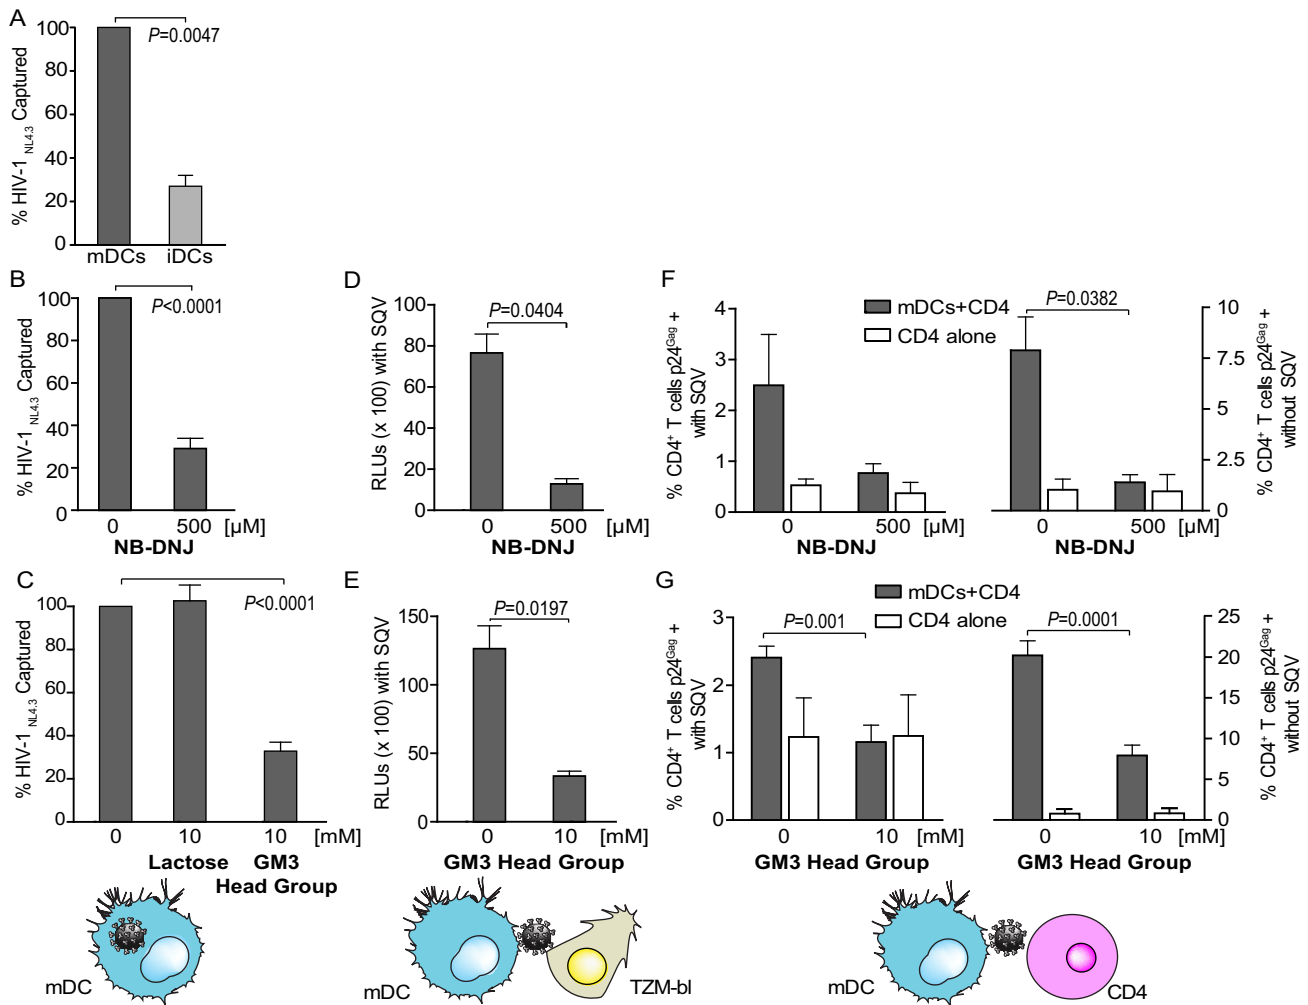 A
P=0.0047
% HIV-1 NL4.3 Captured
100
80
60
40
20
0
mDCs
iDCs
B
P<0.0001
% HIV-1 NL4.3 Captured
100
80
60
40
20
0
0
500
[µM]
NB-DNJ
C
P<0.0001
% HIV-1 NL4.3 Captured
100
80
60
40
20
0
0
10
10
[mM]
Lactose
GM3
Head Group
mDC
D
P=0.0404
RLUs (x 100) with SQV
100
80
60
40
20
0
0
500
[µM]
NB-DNJ
E
P=0.0197
RLUs (x 100) with SQV
150
100
50
0
0
10
[mM]
GM3 Head Group
mDC
TZM-bl
F
mDCs+CD4
CD4 alone
% CD4⁺ T cells p24ᴳᵃᵍ +
with SQV
4
3
2
1
0
0
500
[µM]
NB-DNJ
P=0.0382
10
7.5
5
2.5
0
% CD4⁺ T cells p24ᴳᵃᵍ +
without SQV
0
500
[µM]
NB-DNJ
G
mDCs+CD4
CD4 alone
% CD4⁺ T cells p24ᴳᵃᵍ +
with SQV
3
2
1
0
P=0.001
0
10
[mM]
GM3 Head Group
P=0.0001
25
20
15
10
5
0
% CD4⁺ T cells p24ᴳᵃᵍ +
without SQV
0
10
[mM]
GM3 Head Group
mDC
CD4